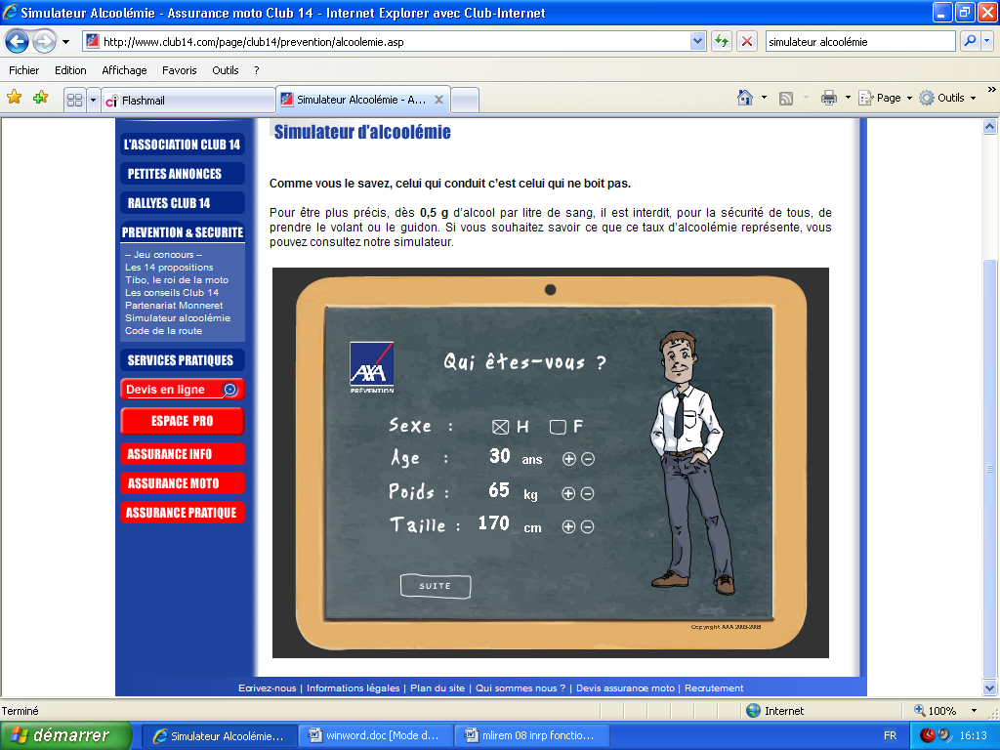 Simulateur Alcoolémie - Assurance moto Club 14 - Internet Explorer avec Club-Internet
http://www.club14.com/page/club14/prevention/alcoolemie.asp
simulateur alcoolémie
Fichier Edition Affichage Favoris Outils ?
Flashmail
Simulateur Alcoolémie - A...
Page
Outils
L'ASSOCIATION CLUB 14
PETITES ANNONCES
RALLYES CLUB 14
PREVENTION & SECURITE
-- Jeu concours --
Les 14 propositions
Tibo, le roi de la moto
Les conseils Club 14
Partenariat Monneret
Simulateur alcoolémie
Code de la route
SERVICES PRATIQUES
Devis en ligne
ESPACE PRO
ASSURANCE INFO
ASSURANCE MOTO
ASSURANCE PRATIQUE
Simulateur d'alcoolémie
Comme vous le savez, celui qui conduit c'est celui qui ne boit pas.
Pour être plus précis, dès 0,5 g d'alcool par litre de sang, il est interdit, pour la sécurité de tous, de
prendre le volant ou le guidon. Si vous souhaitez savoir ce que ce taux d'alcoolémie représente, vous
pouvez consultez notre simulateur.
AXA
PRÉVENTION
Qui êtes-vous ?
Sexe : H F
Age : 30 ans
Poids : 65 kg
Taille : 170 cm
SUITE
Copyright AXA 2003-2008
Ecrivez-nous | Informations légales | Plan du site | Qui sommes nous ? | Devis assurance moto | Recrutement
Terminé
Internet
100%
démarrer
Simulateur Alcoolémie...
winword.doc [Mode d...
mlirem 08 inrp fonctio...
FR
16:13